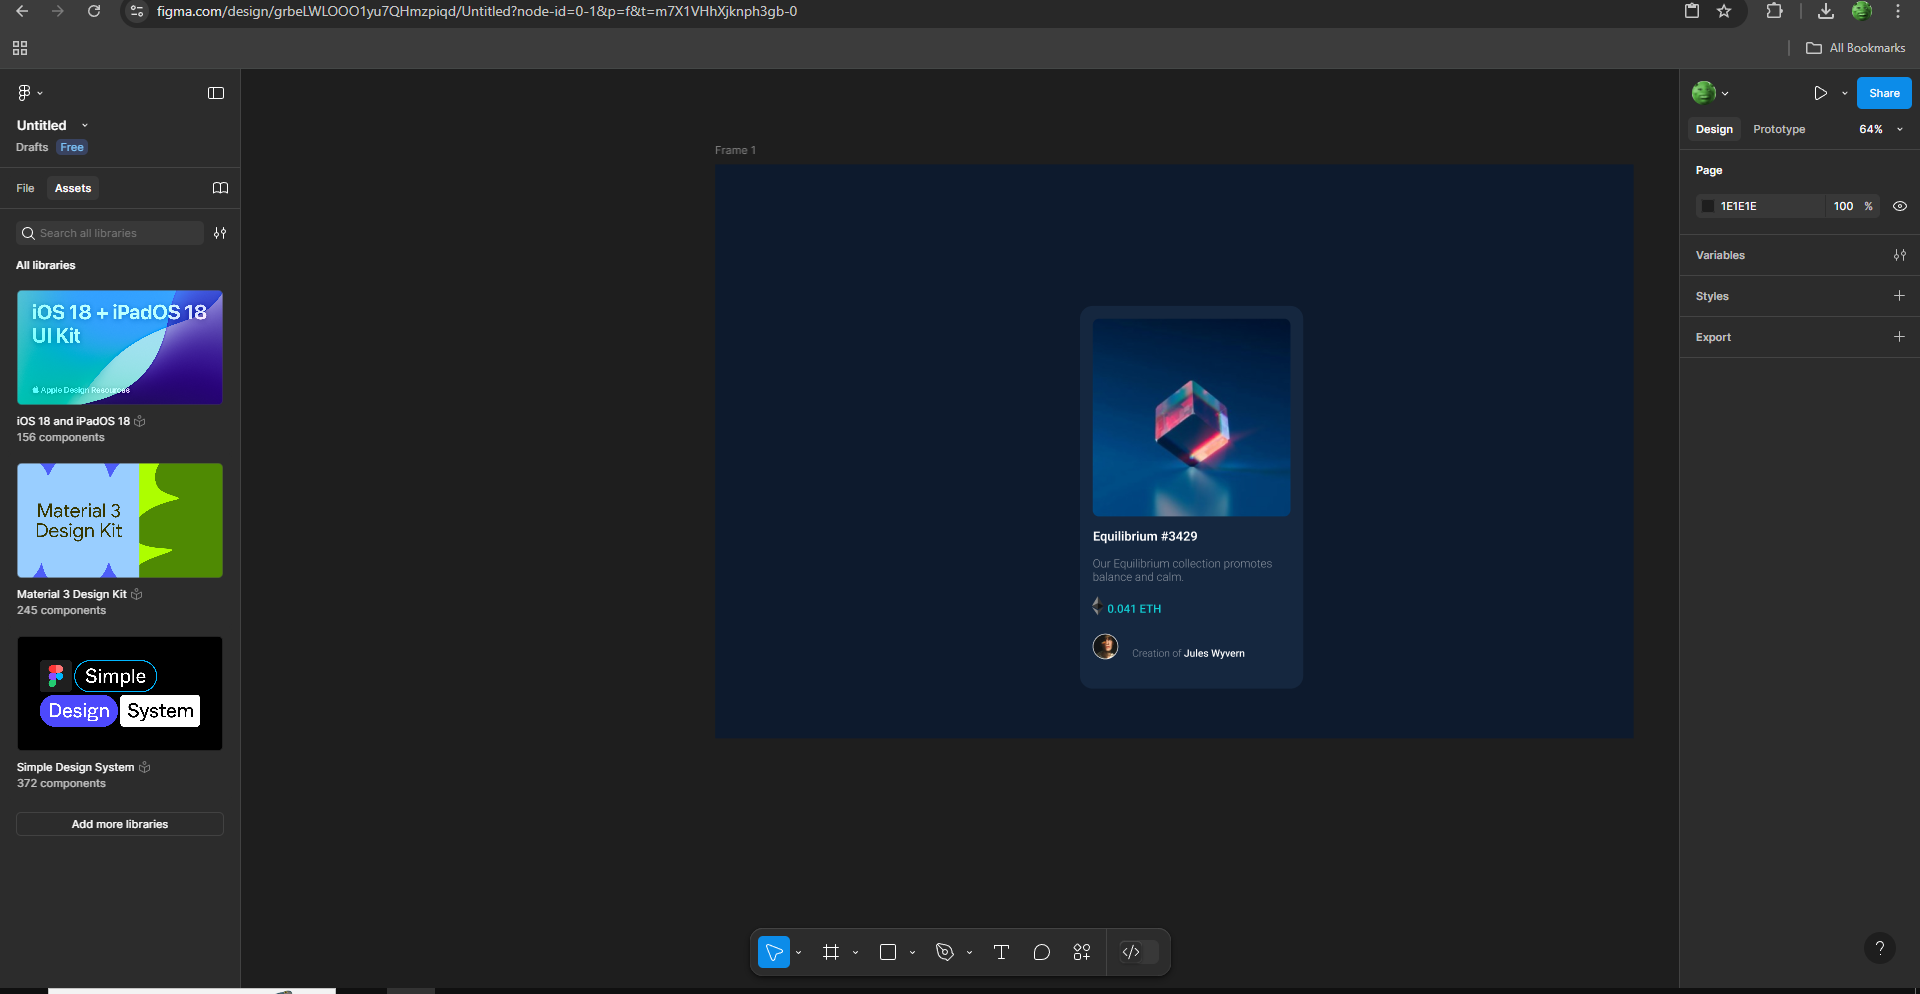 figma.com/design/grbeLWLOOO1yu7QHmzpiqd/Untitled?node-id=0-1&p=f&t=m7X1VHhXjknph3gb-0
All Bookmarks
Untitled
Drafts Free
File Assets
Search all libraries
All libraries
iOS 18 + iPadOS 18
UI Kit
Apple Design Resources
iOS 18 and iPadOS 18
156 components
Material 3
Design Kit
Material 3 Design Kit
245 components
Simple
Design System
Simple Design System
372 components
Add more libraries
Frame 1
Equilibrium #3429
Our Equilibrium collection promotes
balance and calm.
0.041 ETH
Creation of Jules Wyvern
Share
Design Prototype 64%
Page
1E1E1E 100 %
Variables
Styles
Export
?